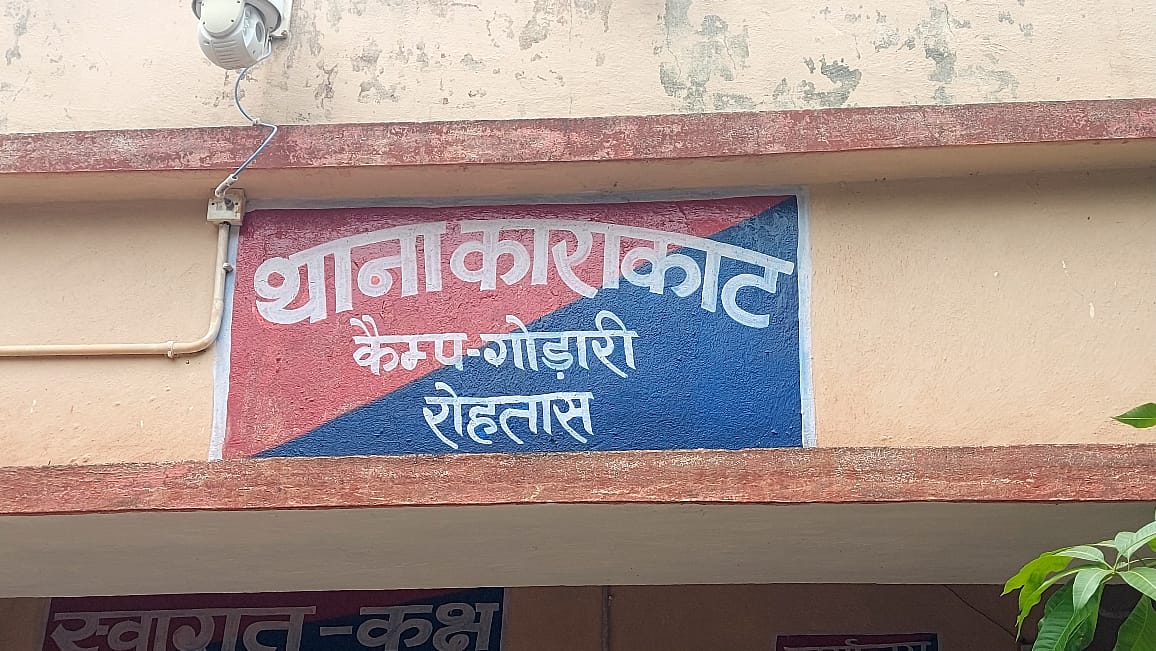 थाना काराकाट
कैम्प-गोड़ारी
रोहतास
स्वागत-कक्ष